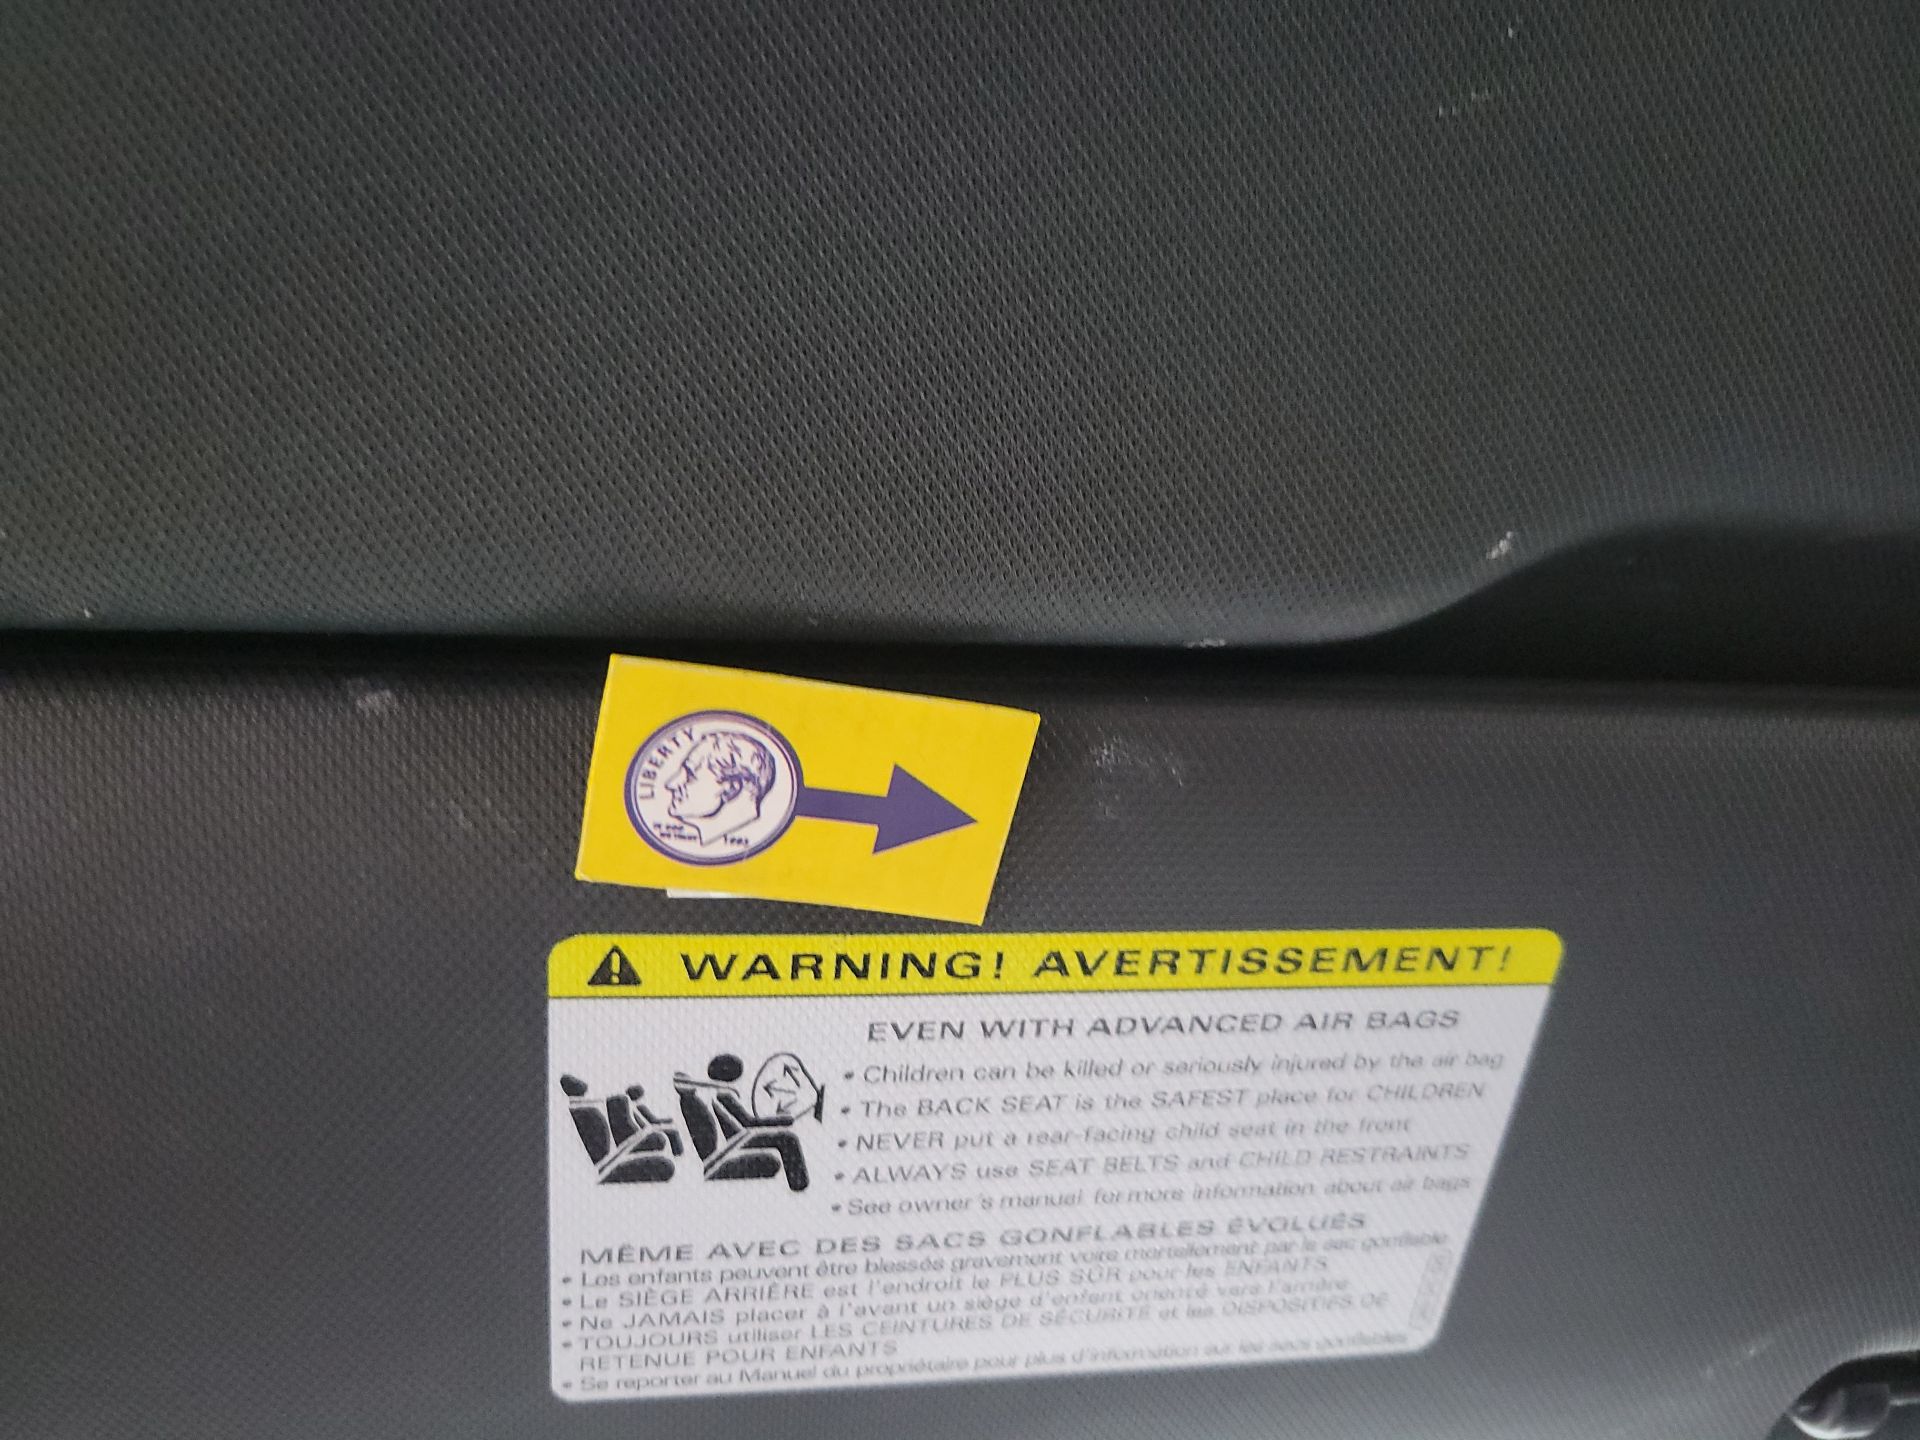 LIBERTY
WARNING! AVERTISSEMENT!
EVEN WITH ADVANCED AIR BAGS
• Children can be killed or seriously injured by the air bag
• The BACK SEAT is the SAFEST place for CHILDREN
• NEVER put a rear-facing child seat in the front
• ALWAYS use SEAT BELTS and CHILD RESTRAINTS
• See owner's manual for more information about air bags
MÊME AVEC DES SACS GONFLABLES ÉVOLUÉS
• Les enfants peuvent être blessés gravement voire mortellement par le sac gonflable
• Le SIÈGE ARRIÈRE est l'endroit le PLUS SÛR pour les ENFANTS
• Ne JAMAIS placer à l'avant un siège d'enfant orienté vers l'arrière
• TOUJOURS utiliser LES CEINTURES DE SÉCURITÉ et les DISPOSITIFS DE
RETENUE POUR ENFANTS
• Se reporter au Manuel du propriétaire pour plus d'information sur les sacs gonflables